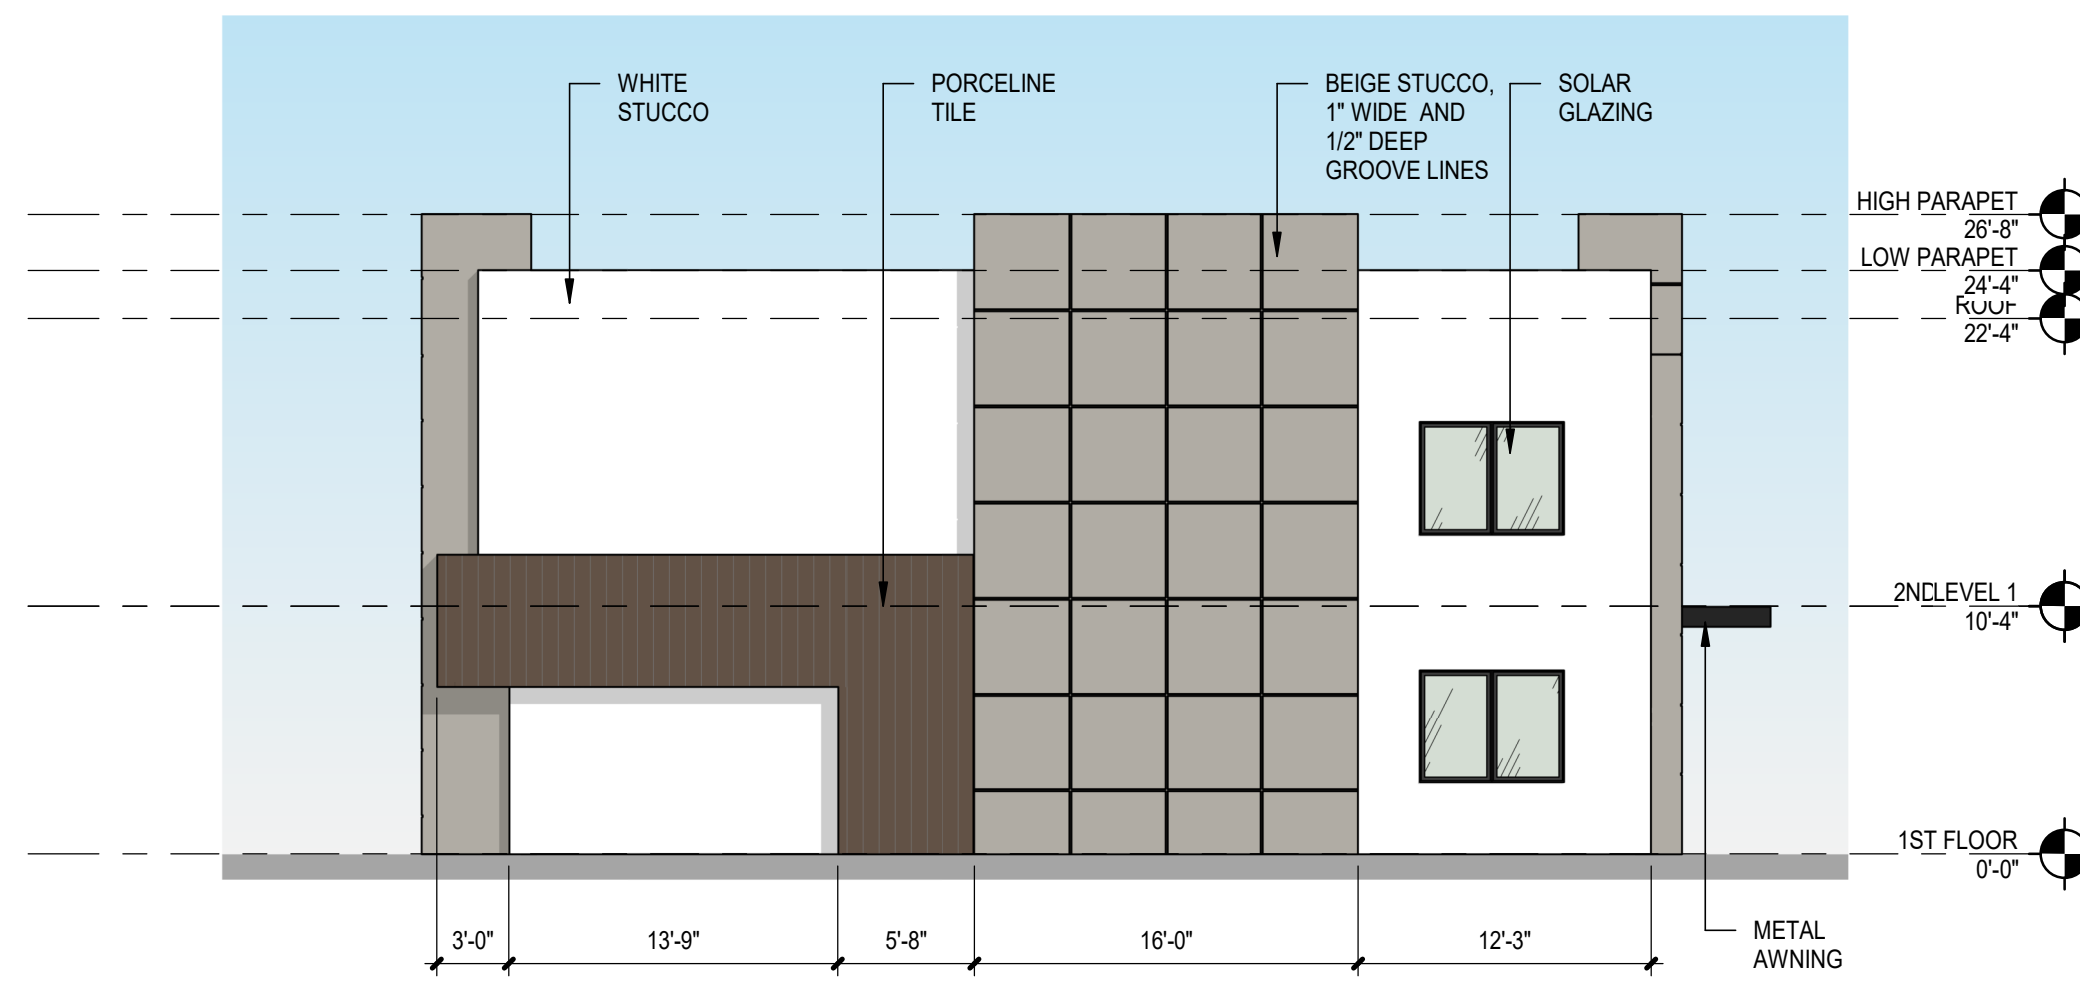 WHITE
STUCCO
PORCELINE
TILE
BEIGE STUCCO,
1" WIDE AND
1/2" DEEP
GROOVE LINES
SOLAR
GLAZING
HIGH PARAPET
26'-8"
LOW PARAPET
24'-4"
ROOF
22'-4"
2NDLEVEL 1
10'-4"
1ST FLOOR
0'-0"
3'-0"
13'-9"
5'-8"
16'-0"
12'-3"
METAL
AWNING